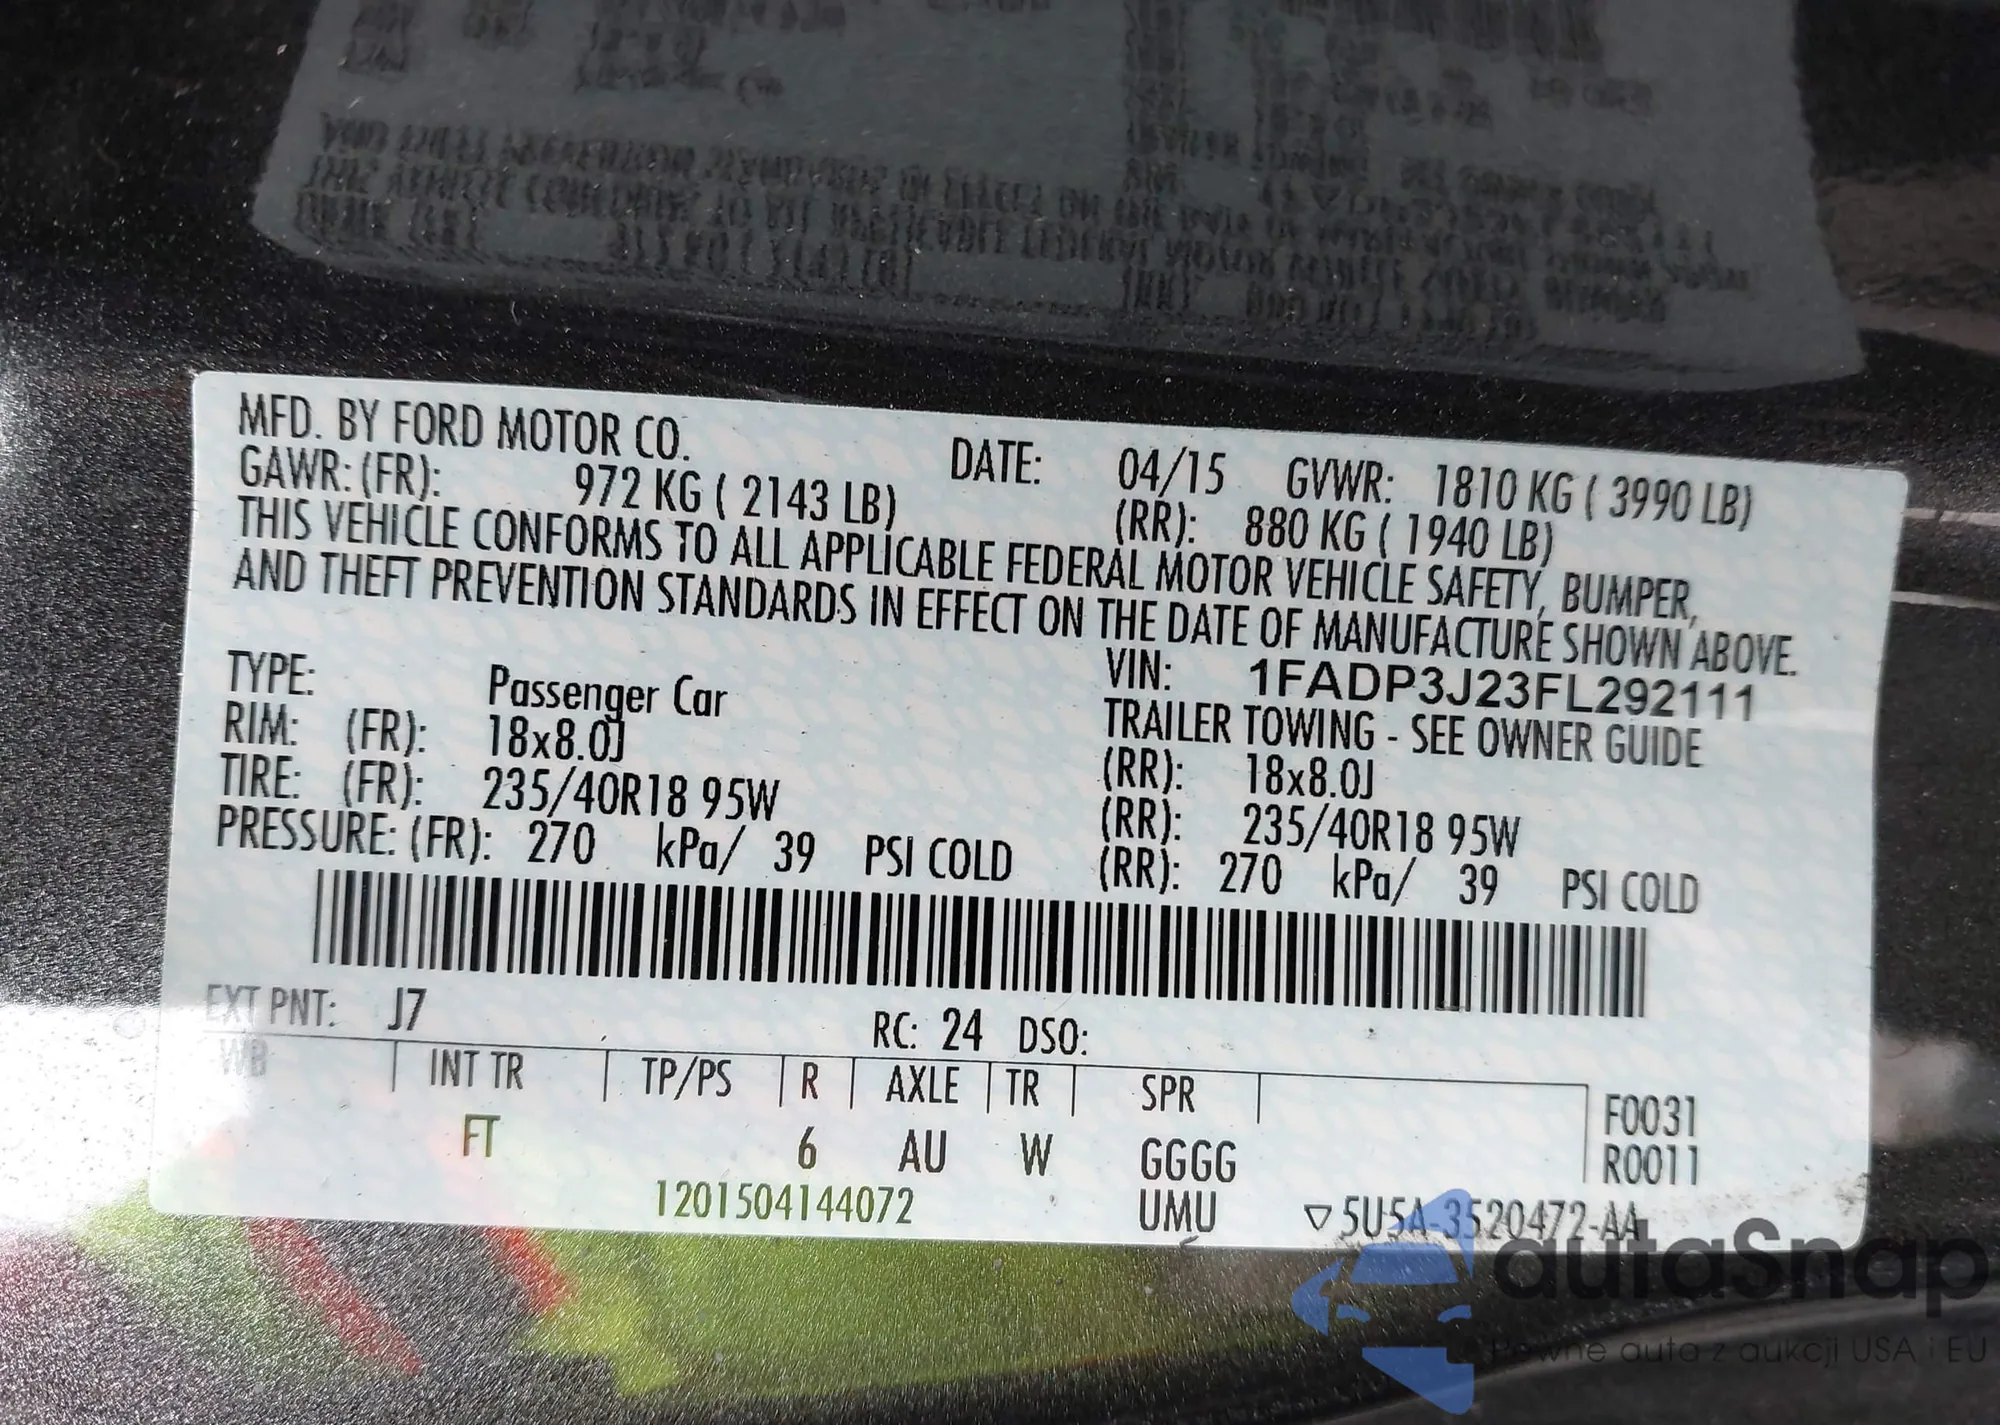 MFD. BY FORD MOTOR CO. DATE: 04/15 GVWR: 1810 KG ( 3990 LB)
GAWR: (FR): 972 KG ( 2143 LB) (RR): 880 KG ( 1940 LB)
THIS VEHICLE CONFORMS TO ALL APPLICABLE FEDERAL MOTOR VEHICLE SAFETY, BUMPER,
AND THEFT PREVENTION STANDARDS IN EFFECT ON THE DATE OF MANUFACTURE SHOWN ABOVE.
VIN: 1FADP3J23FL292111
TYPE: Passenger Car TRAILER TOWING - SEE OWNER GUIDE
RIM: (FR): 18x8.0J (RR): 18x8.0J
TIRE: (FR): 235/40R18 95W (RR): 235/40R18 95W
PRESSURE: (FR): 270 kPa/ 39 PSI COLD (RR): 270 kPa/ 39 PSI COLD
EXT PNT: J7 RC: 24 DSO:
WB INT TR TP/PS R AXLE TR SPR F0031
FT 6 AU W GGGG R0011
1201504144072 UMU ▽5U5A-3520472-AA
autaSnap
Pewne auta z aukcji USA i EU